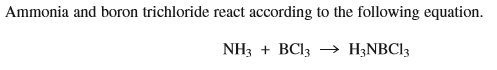 Ammonia and boron trichloride react according to the following equation.
NH₃ + BCl₃ → H₃NBCl₃